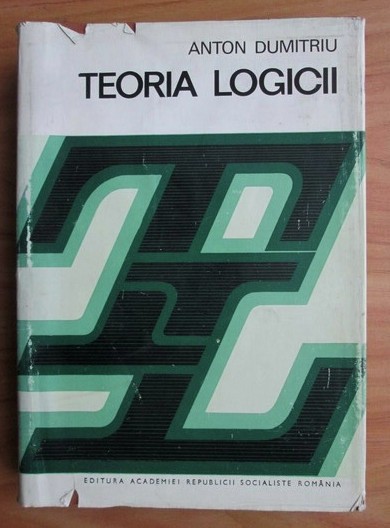 ANTON DUMITRIU
TEORIA LOGICII
EDITURA ACADEMIEI REPUBLICII SOCIALISTE ROMÂNIA